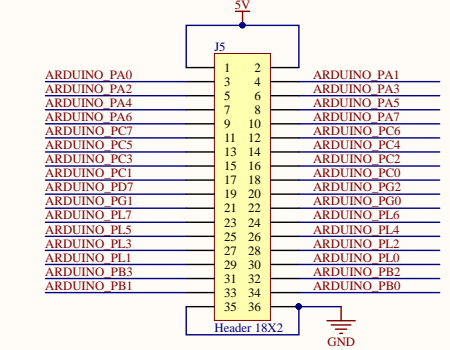 5V
J5
1 2
ARDUINO_PA0 3 4 ARDUINO_PA1
ARDUINO_PA2 5 6 ARDUINO_PA3
ARDUINO_PA4 7 8 ARDUINO_PA5
ARDUINO_PA6 9 10 ARDUINO_PA7
ARDUINO_PC7 11 12 ARDUINO_PC6
ARDUINO_PC5 13 14 ARDUINO_PC4
ARDUINO_PC3 15 16 ARDUINO_PC2
ARDUINO_PC1 17 18 ARDUINO_PC0
ARDUINO_PD7 19 20 ARDUINO_PG2
ARDUINO_PG1 21 22 ARDUINO_PG0
ARDUINO_PL7 23 24 ARDUINO_PL6
ARDUINO_PL5 25 26 ARDUINO_PL4
ARDUINO_PL3 27 28 ARDUINO_PL2
ARDUINO_PL1 29 30 ARDUINO_PL0
ARDUINO_PB3 31 32 ARDUINO_PB2
ARDUINO_PB1 33 34 ARDUINO_PB0
35 36
Header 18X2
GND